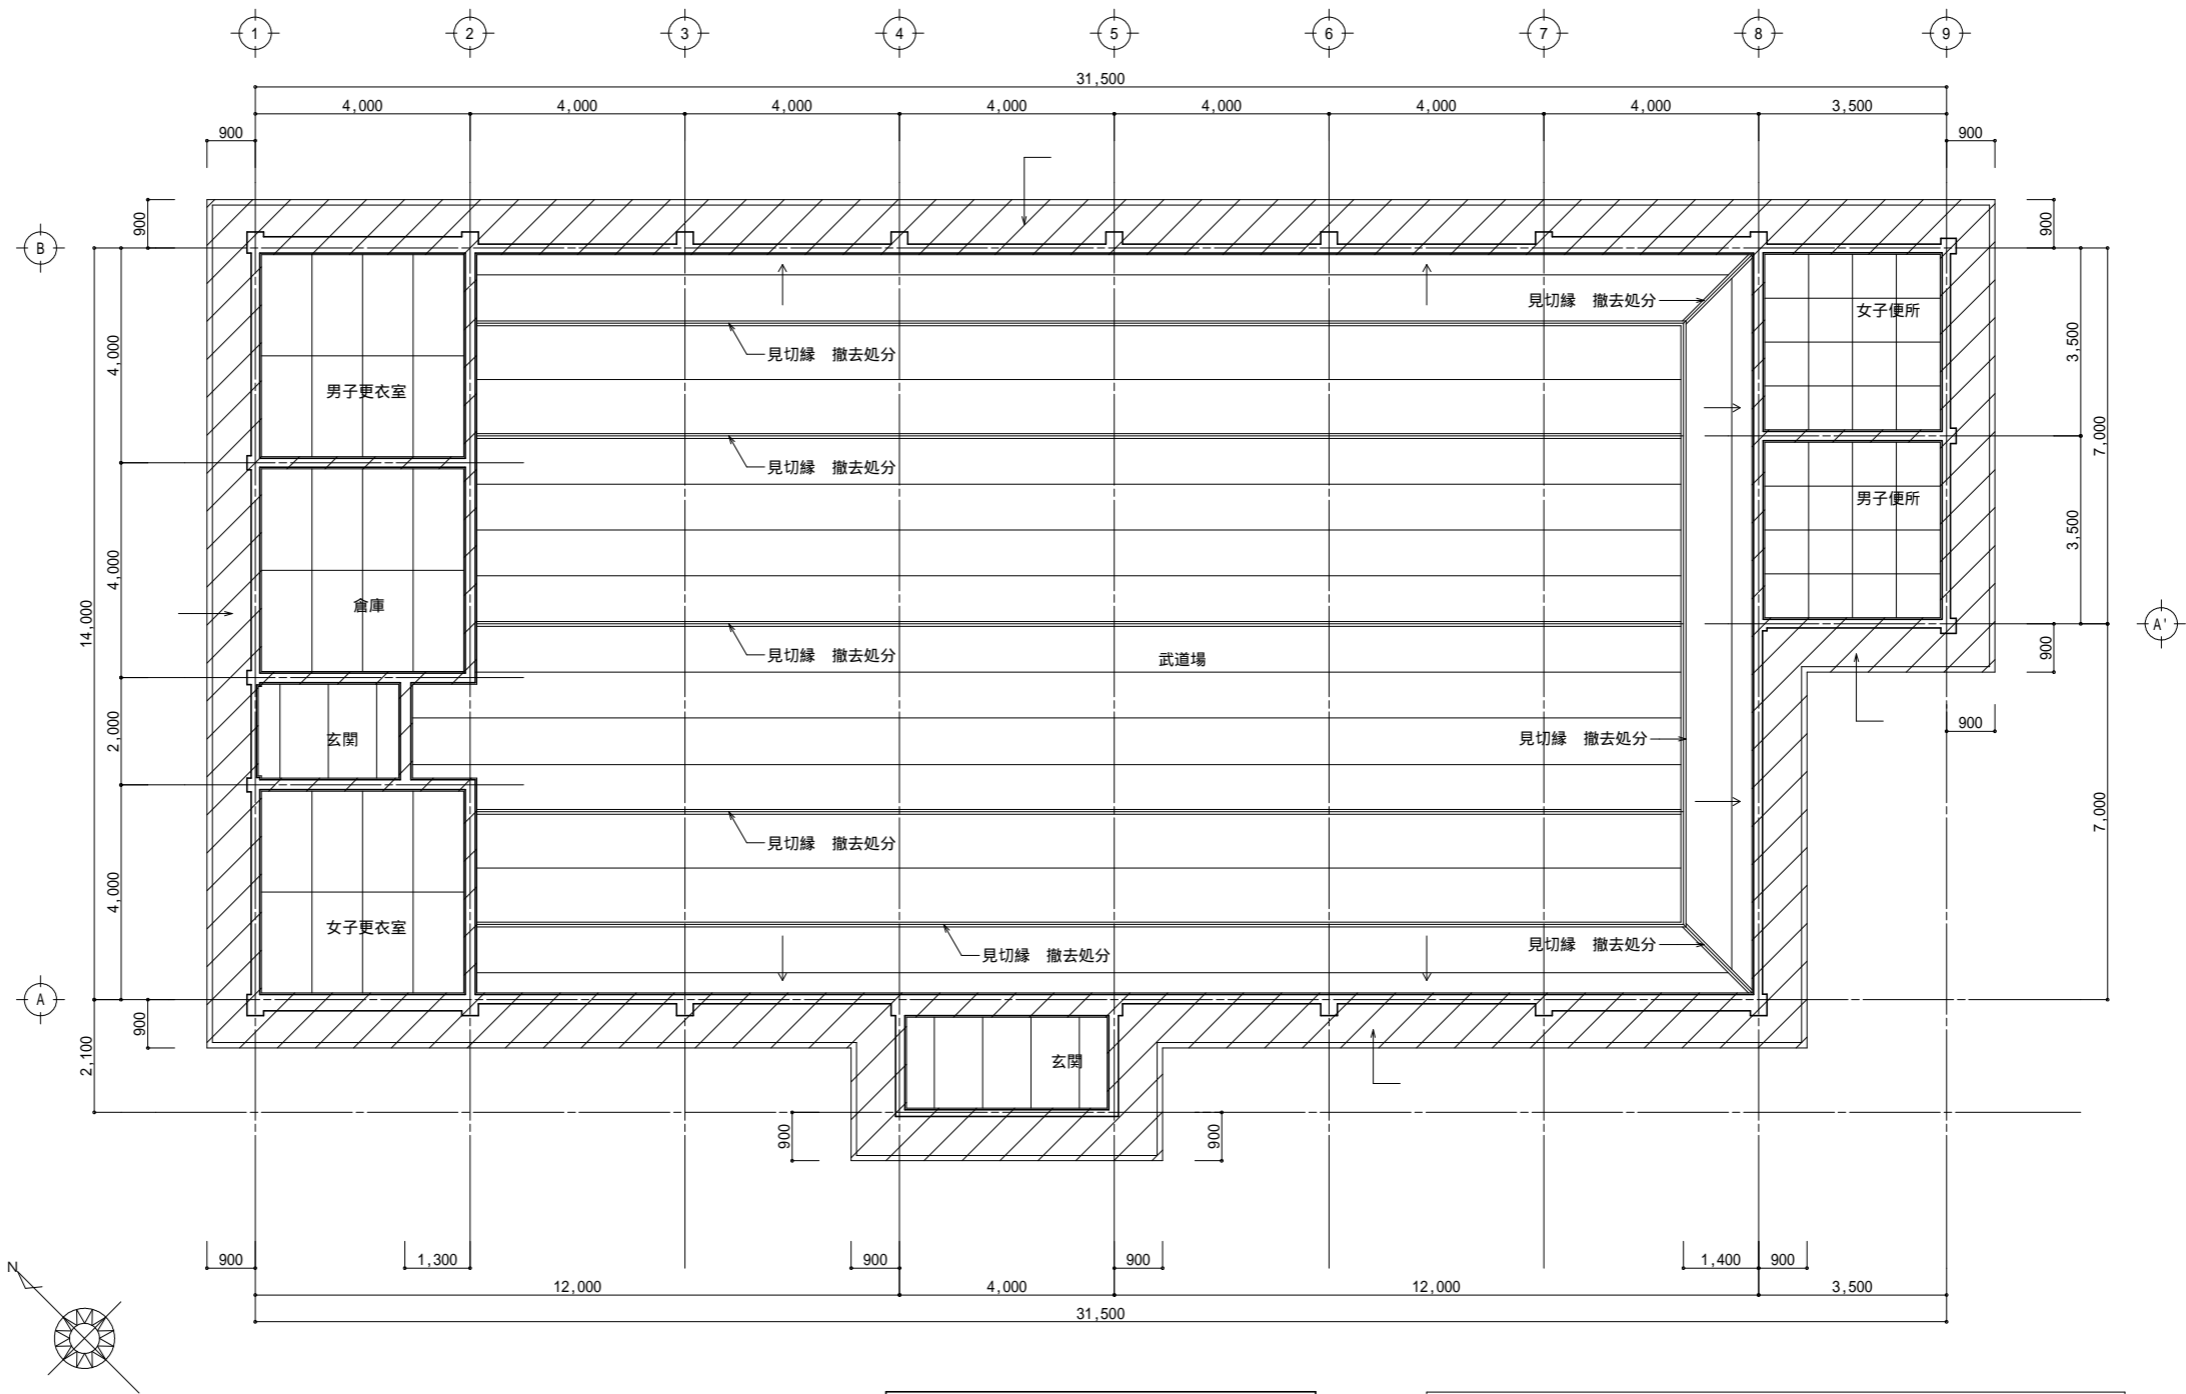 1 2 3 4 5 6 7 8 9
31,500
4,000 4,000 4,000 4,000 4,000 4,000 4,000 3,500
900 900
900 900
B
見切縁 撤去処分
女子便所
4,000 3,500
見切縁 撤去処分
男子更衣室
7,000
見切縁 撤去処分
男子便所
4,000 3,500
倉庫
14,000 A'
見切縁 撤去処分
武道場
900
900
2,000
玄関
見切縁 撤去処分
7,000
見切縁 撤去処分
4,000
女子更衣室
見切縁 撤去処分
見切縁 撤去処分
A
900
2,100
玄関
900 900
N
900 1,300 900 900 1,400 900
12,000 4,000 12,000 3,500
31,500